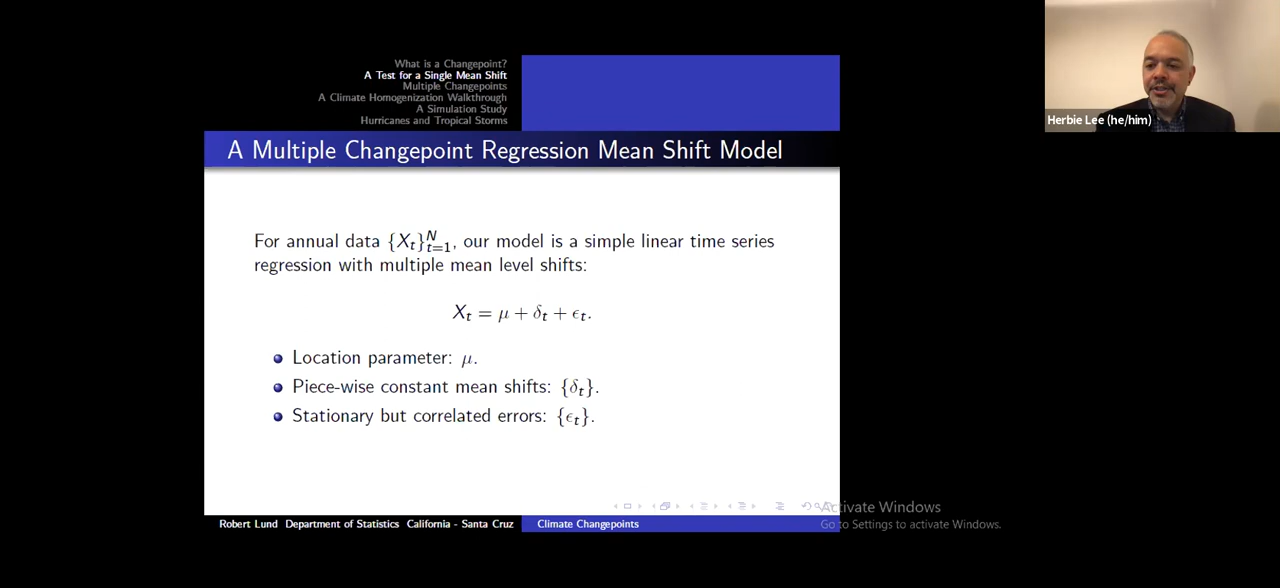 What is a Changepoint?
A Test for a Single Mean Shift
Multiple Changepoints
A Climate Homogenization Walkthrough
A Simulation Study
Hurricanes and Tropical Storms
A Multiple Changepoint Regression Mean Shift Model
For annual data {X_t}_{t=1}^N, our model is a simple linear time series
regression with multiple mean level shifts:
X_t = μ + δ_t + ϵ_t.
Location parameter: μ.
Piece-wise constant mean shifts: {δ_t}.
Stationary but correlated errors: {ϵ_t}.
Robert Lund Department of Statistics California - Santa Cruz
Climate Changepoints
Herbie Lee (he/him)
Activate Windows
Go to Settings to activate Windows.